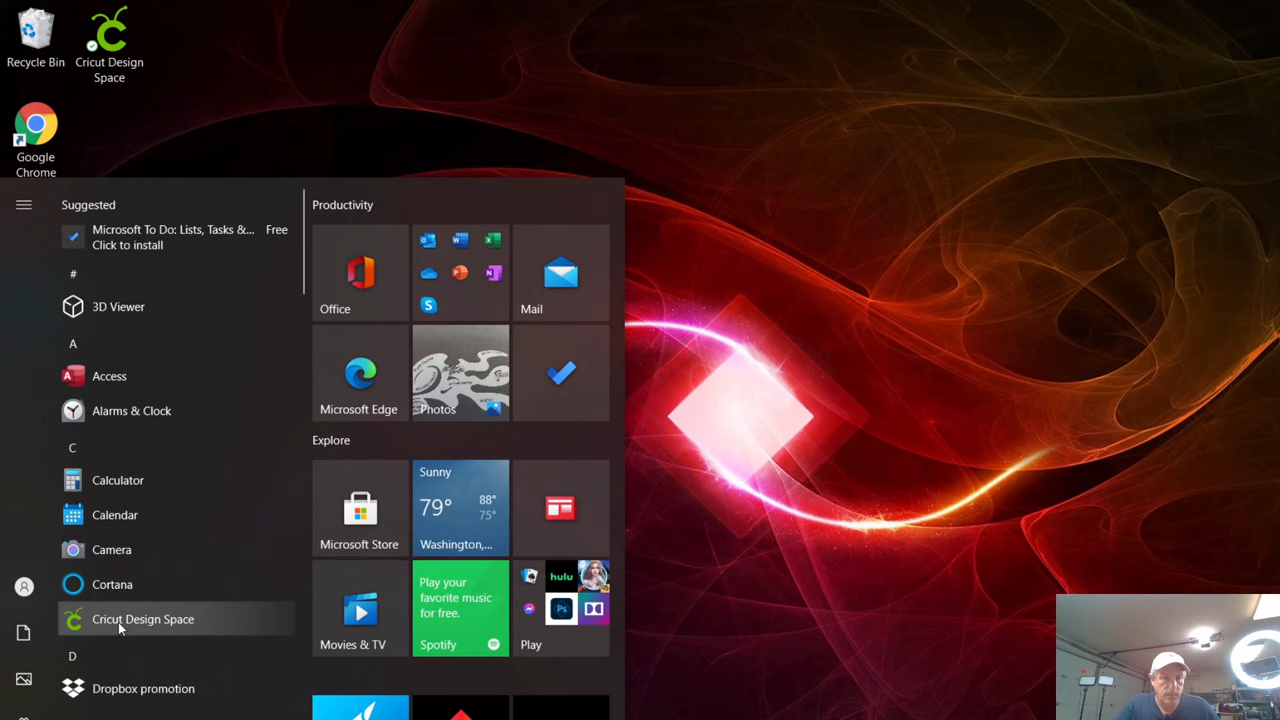 Recycle Bin
Cricut Design
Space
Google
Chrome
Suggested
Microsoft To Do: Lists, Tasks &... Free
Click to install
#
3D Viewer
A
Access
Alarms & Clock
C
Calculator
Calendar
Camera
Cortana
Cricut Design Space
D
Dropbox promotion
Productivity
Office
Mail
Microsoft Edge
Photos
Explore
Microsoft Store
Sunny
79° 88°
75°
Washington,...
Movies & TV
Play your
favorite music
for free.
Spotify
hulu
Ps
Play